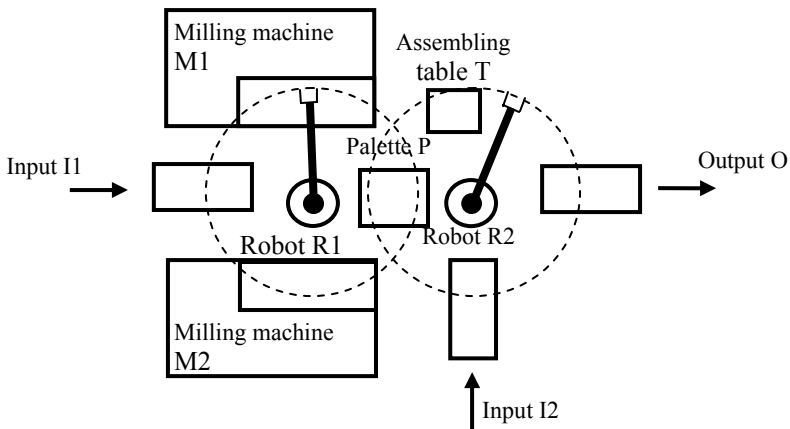 Milling machine
M1
Assembling
table T
Palette P
Input I1
Output O
Robot R1
Robot R2
Milling machine
M2
Input I2